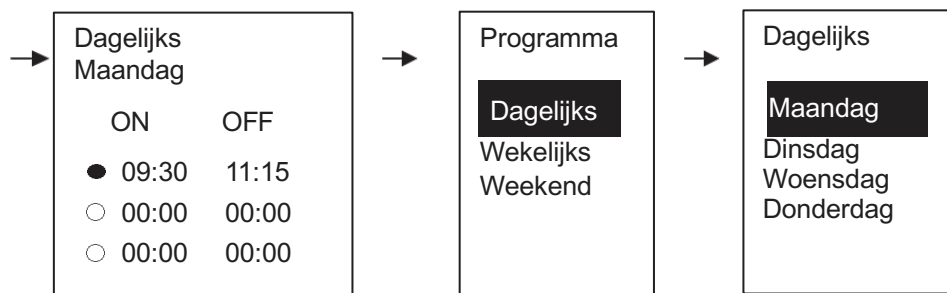 Dagelijks
Maandag
ON OFF
09:30 11:15
00:00 00:00
00:00 00:00
Programma
Dagelijks
Wekelijks
Weekend
Dagelijks
Maandag
Dinsdag
Woensdag
Donderdag